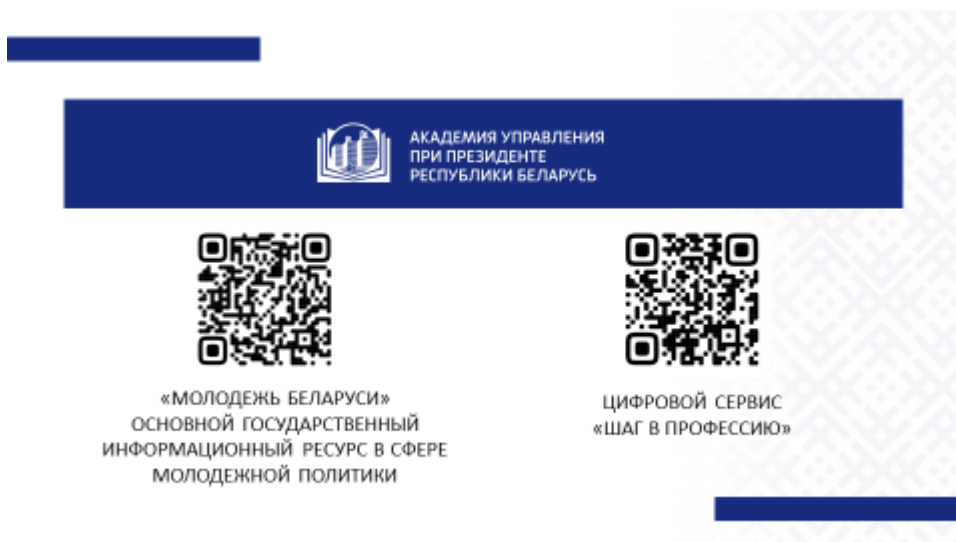 АКАДЕМИЯ УПРАВЛЕНИЯ
ПРИ ПРЕЗИДЕНТЕ
РЕСПУБЛИКИ БЕЛАРУСЬ
«МОЛОДЕЖЬ БЕЛАРУСИ»
ОСНОВНОЙ ГОСУДАРСТВЕННЫЙ
ИНФОРМАЦИОННЫЙ РЕСУРС В СФЕРЕ
МОЛОДЕЖНОЙ ПОЛИТИКИ
ЦИФРОВОЙ СЕРВИС
«ШАГ В ПРОФЕССИЮ»